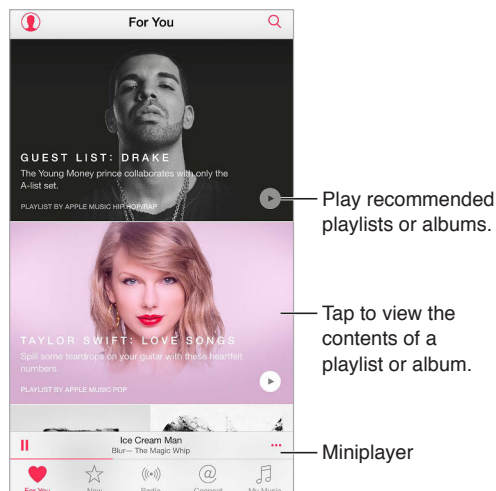 For You
GUEST LIST: DRAKE
The Young Money prince collaborates with only the
A-list set.
PLAYLIST BY APPLE MUSIC HIP HOP/RAP
Play recommended
playlists or albums.
TAYLOR SWIFT: LOVE SONGS
Spill some teardrops on your guitar with these heartfelt
numbers.
PLAYLIST BY APPLE MUSIC POP
Tap to view the
contents of a
playlist or album.
Ice Cream Man
Blur— The Magic Whip
Miniplayer
For You
New
Radio
Connect
My Music